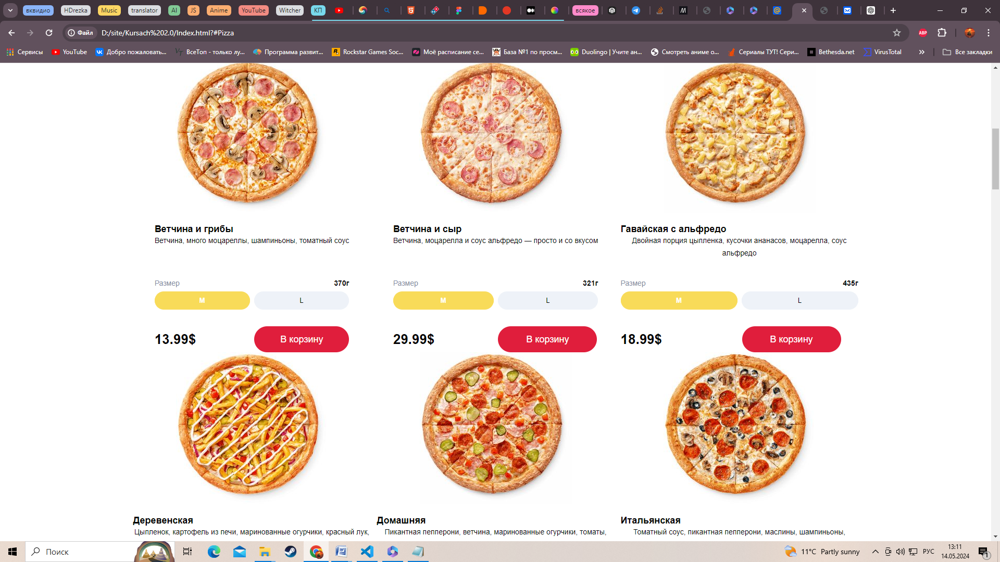 вквидио HDrezka Music translator AI JS Anime YouTube Witcher КП всякое
Файл D:/site/Kursach%202.0/Index.html?#Pizza ABP
Сервисы YouTube Добро пожаловать... ВсеТоп - только лу... Программа развит... Rockstar Games Soc... Моё расписание се... База №1 по просм... Duolingo | Учите ан... Смотреть аниме о... Сериалы ТУТ! Сери... Bethesda.net VirusTotal » Все закладки
Ветчина и грибы
Ветчина, много моцареллы, шампиньоны, томатный соус
Размер 370г
M L
13.99$ В корзину
Ветчина и сыр
Ветчина, моцарелла и соус альфредо — просто и со вкусом
Размер 321г
M L
29.99$ В корзину
Гавайская с альфредо
Двойная порция цыпленка, кусочки ананасов, моцарелла, соус
альфредо
Размер 435г
M L
18.99$ В корзину
Деревенская
Цыпленок, картофель из печи, маринованные огурчики, красный лук,
Домашняя
Пикантная пепперони, ветчина, маринованные огурчики, томаты,
Итальянская
Томатный соус, пикантная пепперони, маслины, шампиньоны,
Поиск
11°C Partly sunny
РУС
13:11
14.05.2024
1